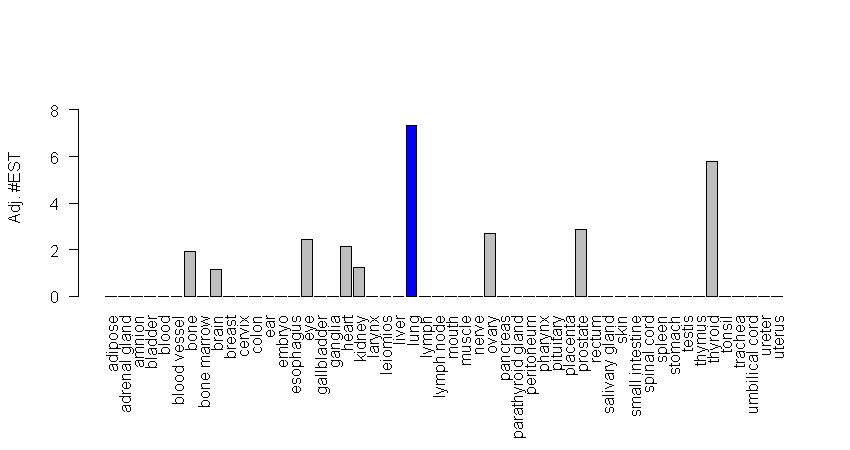 Adj. #EST
8
6
4
2
0
adipose
adrenal gland
amnion
bladder
blood
blood vessel
bone
bone marrow
brain
breast
cervix
colon
ear
embryo
esophagus
eye
gallbladder
ganglia
heart
kidney
larynx
leiomios
liver
lung
lymph
lymph node
mouth
muscle
nerve
ovary
pancreas
parathyroid gland
peritoneum
pharynx
pituitary
placenta
prostate
rectum
salivary gland
skin
small intestine
spinal cord
spleen
stomach
testis
thymus
thyroid
tonsil
trachea
umbilical cord
ureter
uterus